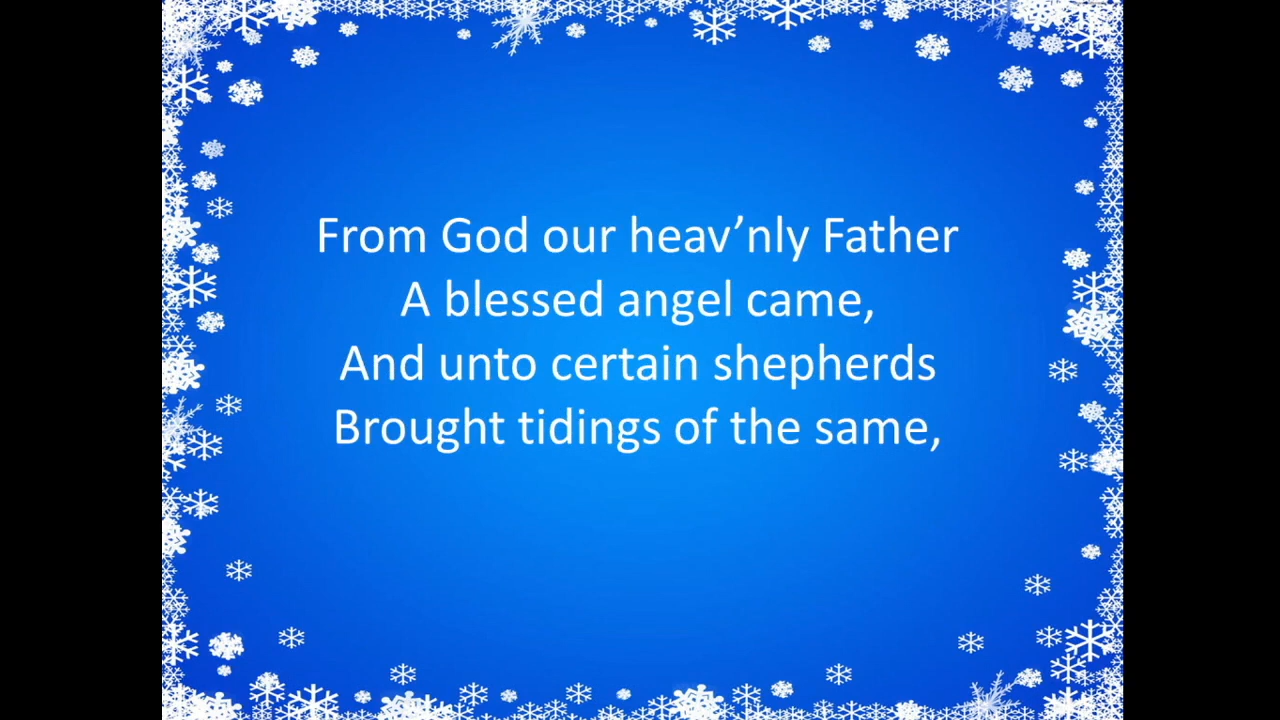 From God our heav’nly Father
A blessed angel came,
And unto certain shepherds
Brought tidings of the same,